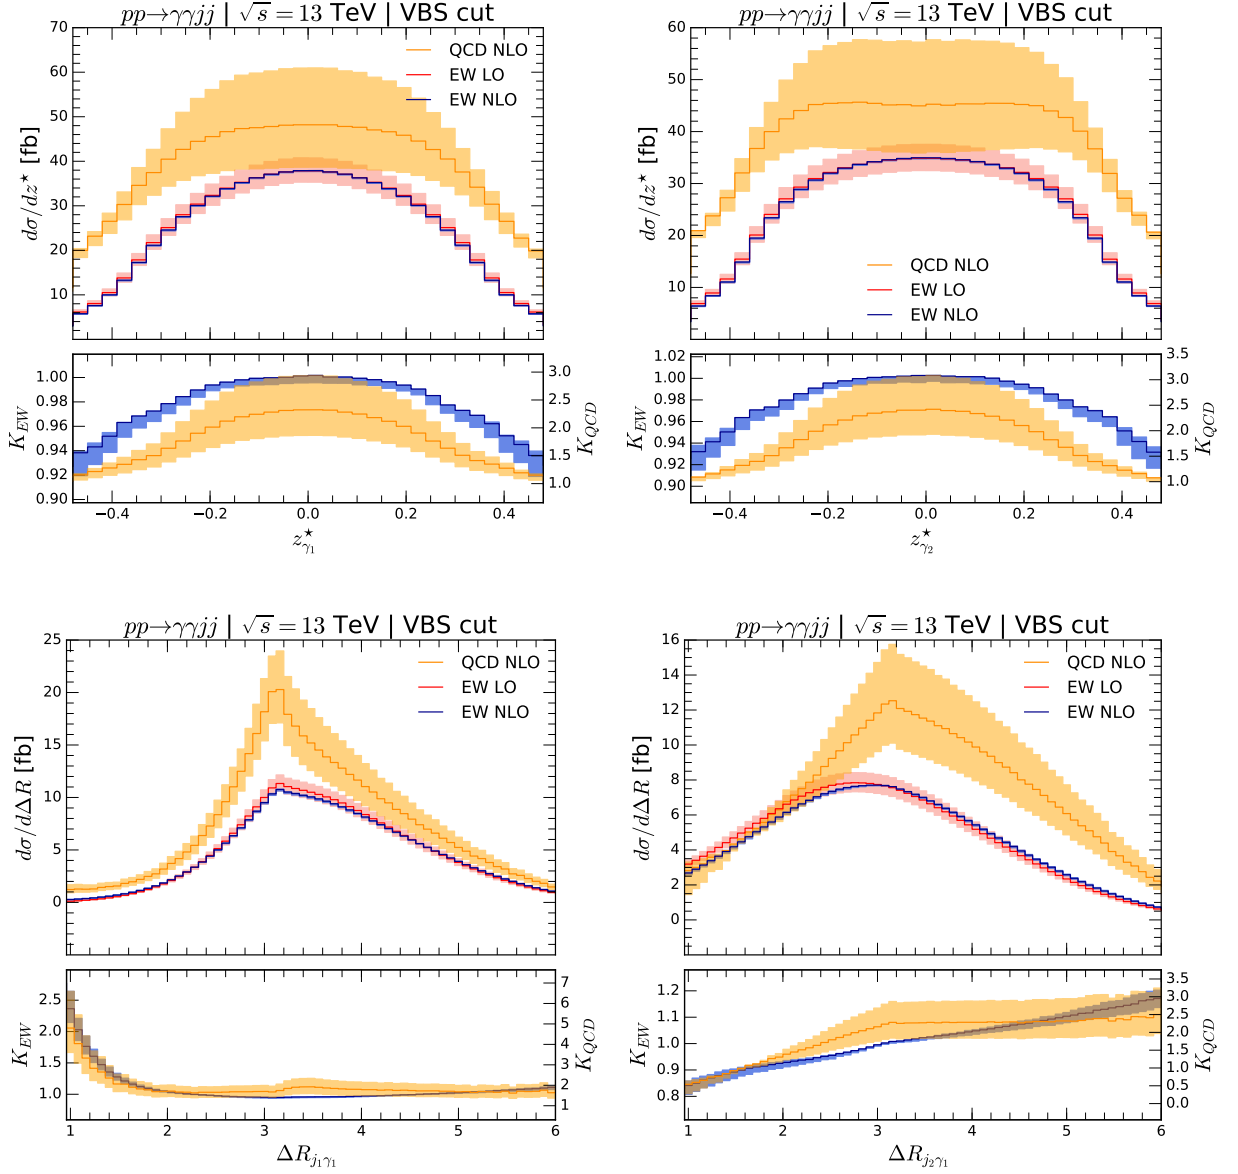 pp→γγjj | √s = 13 TeV | VBS cut
70
60
50
40
30
20
10
dσ/dz⋆ [fb]
QCD NLO
EW LO
EW NLO
1.00
0.98
0.96
0.94
0.92
0.90
K_EW
3.0
2.5
2.0
1.5
1.0
K_QCD
−0.4 −0.2 0.0 0.2 0.4
z⋆_γ1
pp→γγjj | √s = 13 TeV | VBS cut
60
50
40
30
20
10
dσ/dz⋆ [fb]
QCD NLO
EW LO
EW NLO
1.02
1.00
0.98
0.96
0.94
0.92
0.90
K_EW
3.5
3.0
2.5
2.0
1.5
1.0
K_QCD
−0.4 −0.2 0.0 0.2 0.4
z⋆_γ2
pp→γγjj | √s = 13 TeV | VBS cut
25
20
15
10
5
0
dσ/dΔR [fb]
QCD NLO
EW LO
EW NLO
2.5
2.0
1.5
1.0
K_EW
7
6
5
4
3
2
1
K_QCD
1 2 3 4 5 6
ΔR_j1γ1
pp→γγjj | √s = 13 TeV | VBS cut
16
14
12
10
8
6
4
2
0
dσ/dΔR [fb]
QCD NLO
EW LO
EW NLO
1.2
1.1
1.0
0.9
0.8
K_EW
3.5
3.0
2.5
2.0
1.5
1.0
0.5
0.0
K_QCD
1 2 3 4 5 6
ΔR_j2γ1